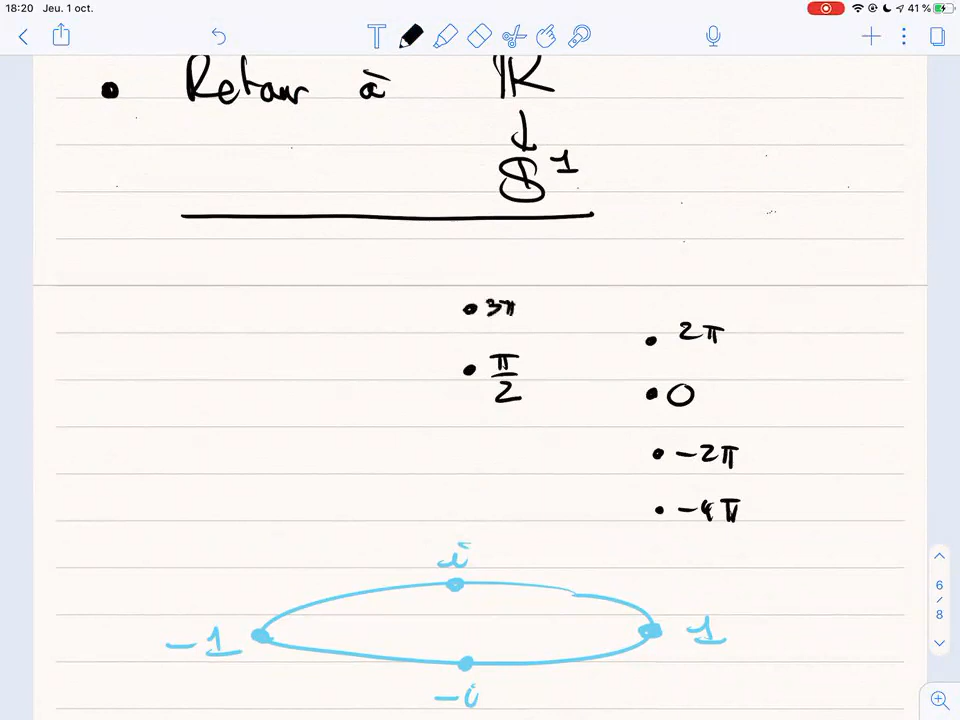 18:20 Jeu. 1 oct. 41 %
T
• Retour à ℝ
↓
S¹
• 3π
• 2π
• π/2
• 0
• -2π
• -4π
i
-1
1
-i
6
/
8